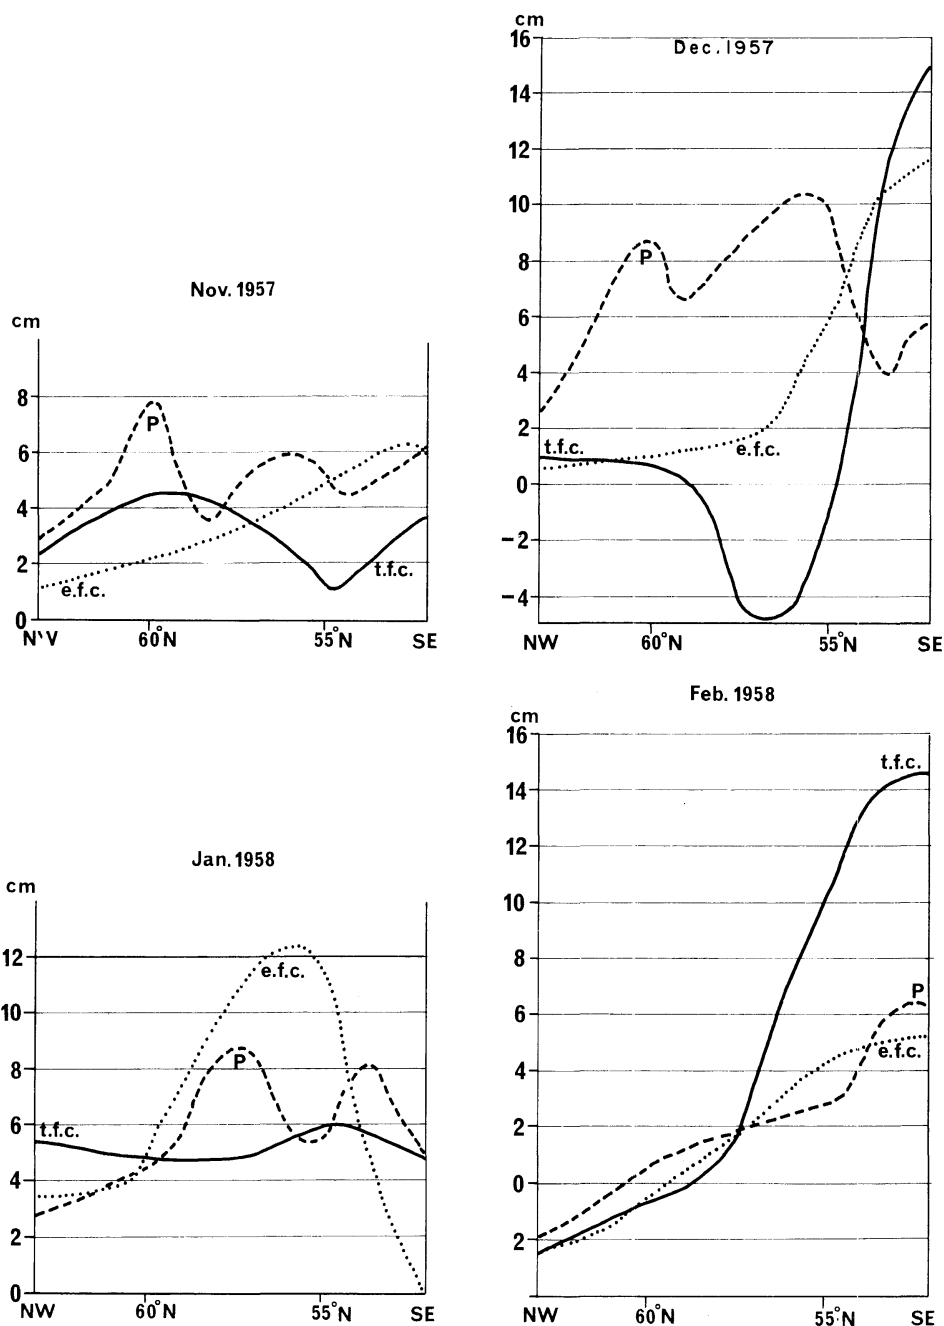 Nov. 1957
cm
8
6
4
2
0
P
e.f.c.
t.f.c.
N'V
60°N
55°N
SE
cm
Dec. 1957
16
14
12
10
8
6
4
2
0
-2
-4
P
t.f.c.
e.f.c.
NW
60°N
55°N
SE
Jan. 1958
cm
12
10
8
6
4
2
0
e.f.c.
P
t.f.c.
NW
60°N
55°N
SE
Feb. 1958
cm
16
14
12
10
8
6
4
2
0
2
t.f.c.
P
e.f.c.
NW
60°N
55°N
SE